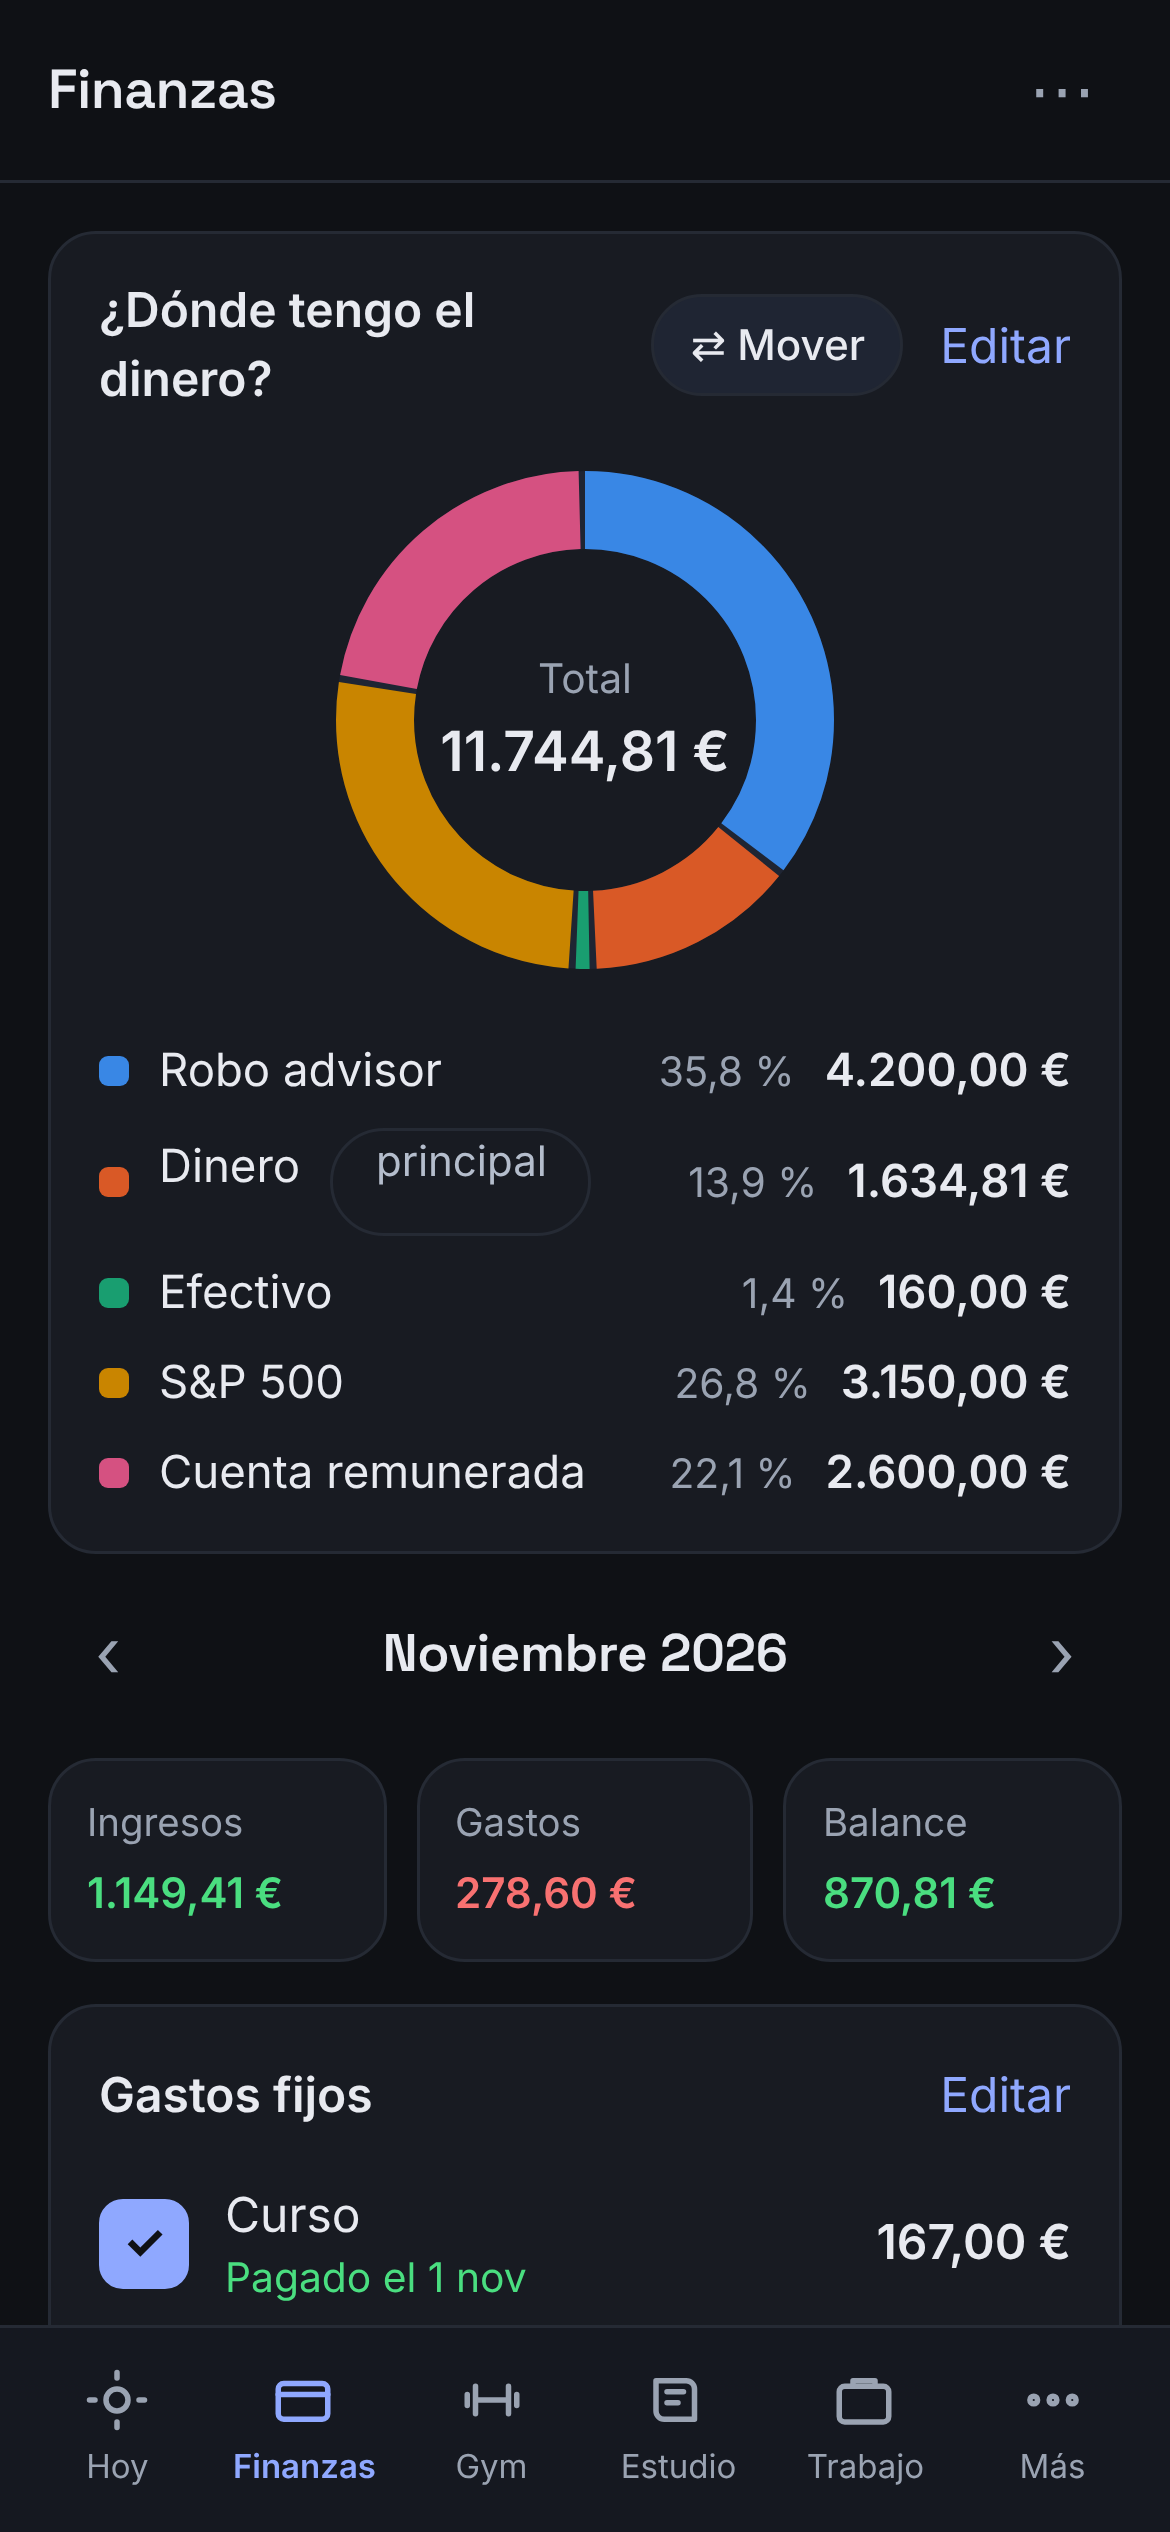 Finanzas
¿Dónde tengo el
dinero?
⇄ Mover
Editar
Total
11.744,81 €
Robo advisor 35,8 % 4.200,00 €
Dinero principal 13,9 % 1.634,81 €
Efectivo 1,4 % 160,00 €
S&P 500 26,8 % 3.150,00 €
Cuenta remunerada 22,1 % 2.600,00 €
‹ Noviembre 2026 ›
Ingresos Gastos Balance
1.149,41 € 278,60 € 870,81 €
Gastos fijos Editar
Curso 167,00 €
Pagado el 1 nov
Hoy Finanzas Gym Estudio Trabajo Más